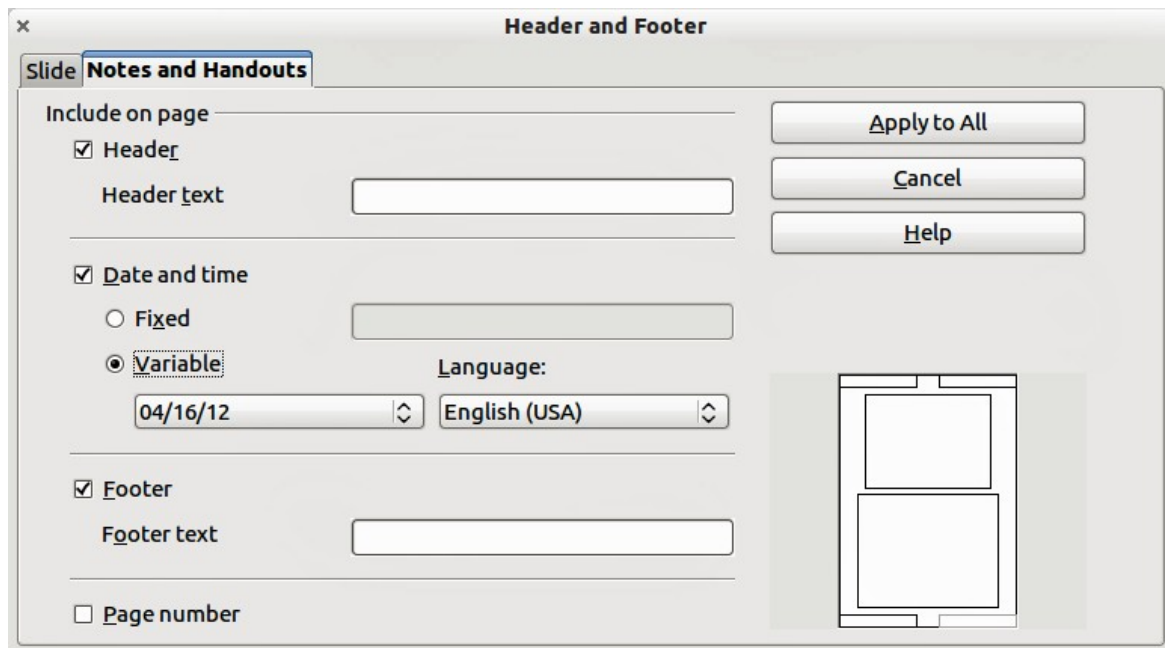 Header and Footer
Slide Notes and Handouts
Include on page
Header
Header text
Date and time
Fixed
Variable
Language:
04/16/12 English (USA)
Footer
Footer text
Page number
Apply to All
Cancel
Help